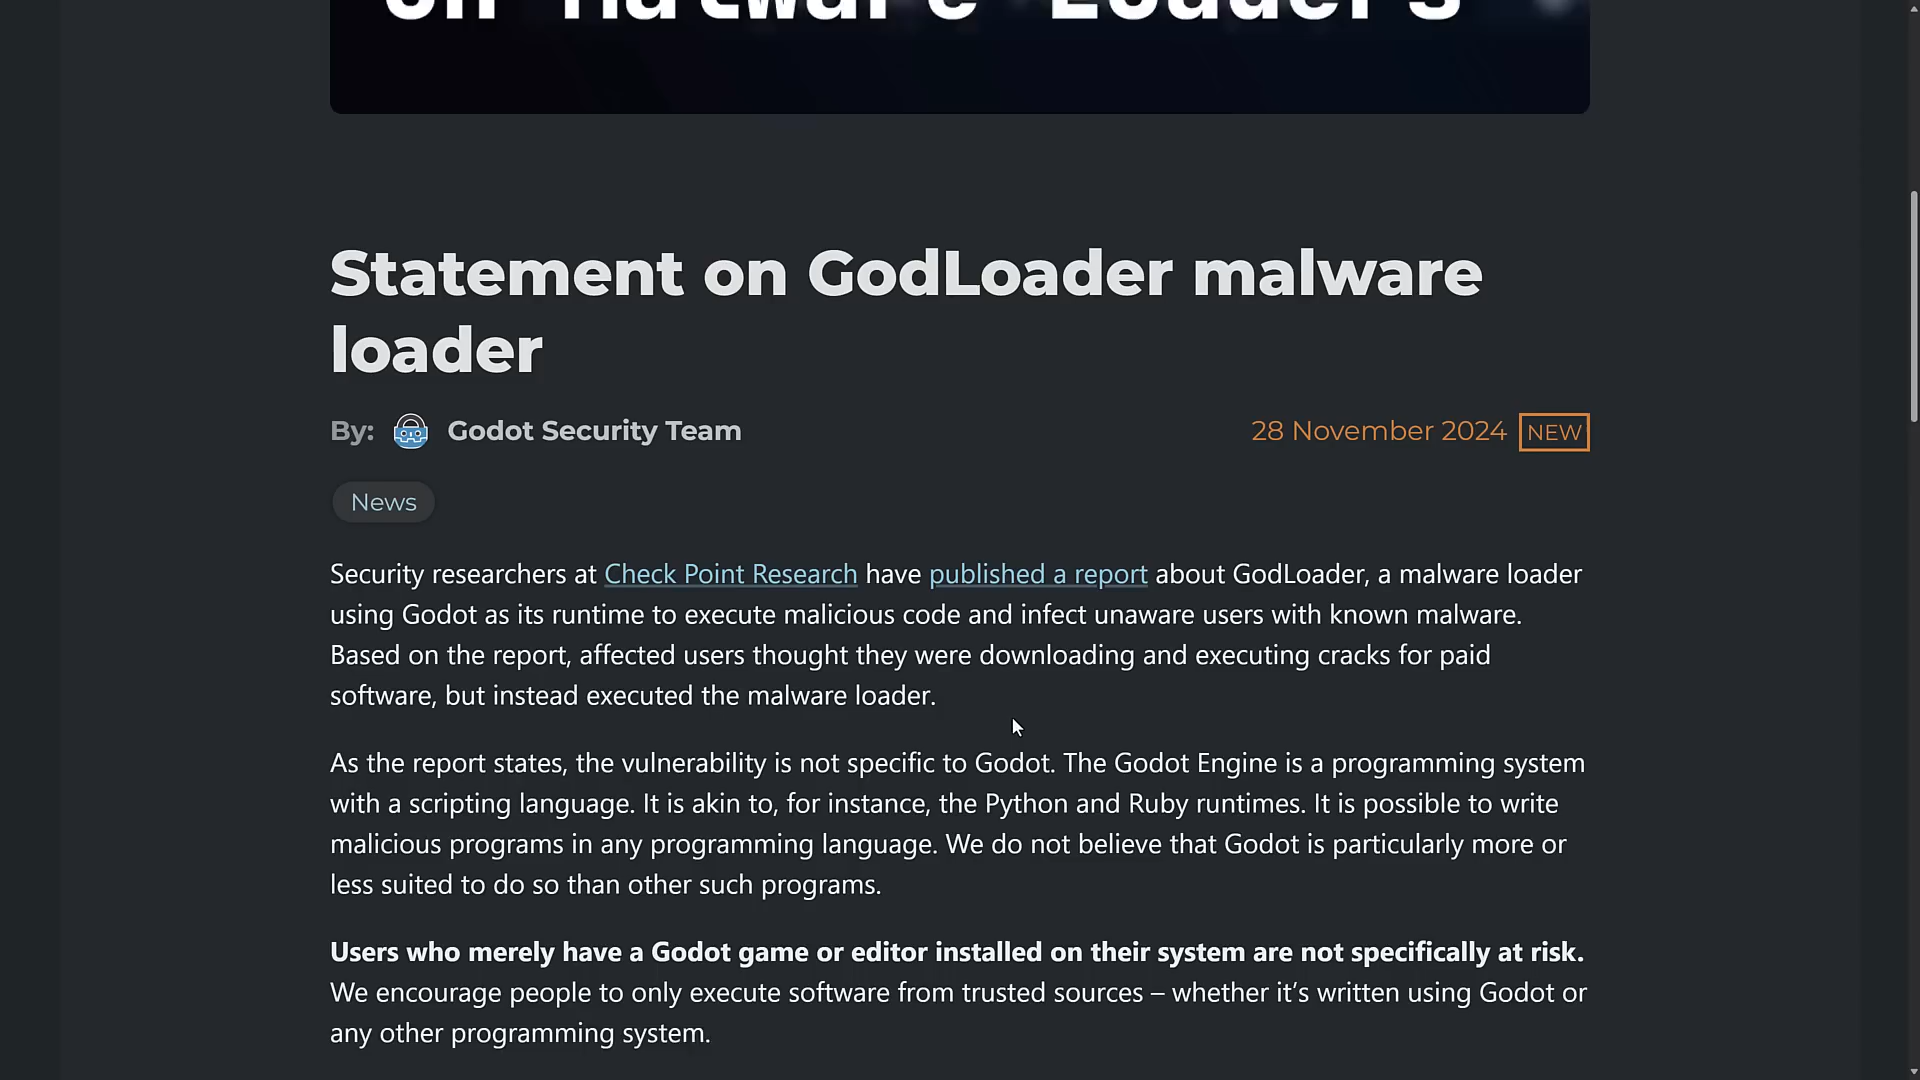 on Malware Loaders
Statement on GodLoader malware
loader
By: Godot Security Team
28 November 2024 NEW
News
Security researchers at Check Point Research have published a report about GodLoader, a malware loader
using Godot as its runtime to execute malicious code and infect unaware users with known malware.
Based on the report, affected users thought they were downloading and executing cracks for paid
software, but instead executed the malware loader.
As the report states, the vulnerability is not specific to Godot. The Godot Engine is a programming system
with a scripting language. It is akin to, for instance, the Python and Ruby runtimes. It is possible to write
malicious programs in any programming language. We do not believe that Godot is particularly more or
less suited to do so than other such programs.
Users who merely have a Godot game or editor installed on their system are not specifically at risk.
We encourage people to only execute software from trusted sources – whether it’s written using Godot or
any other programming system.